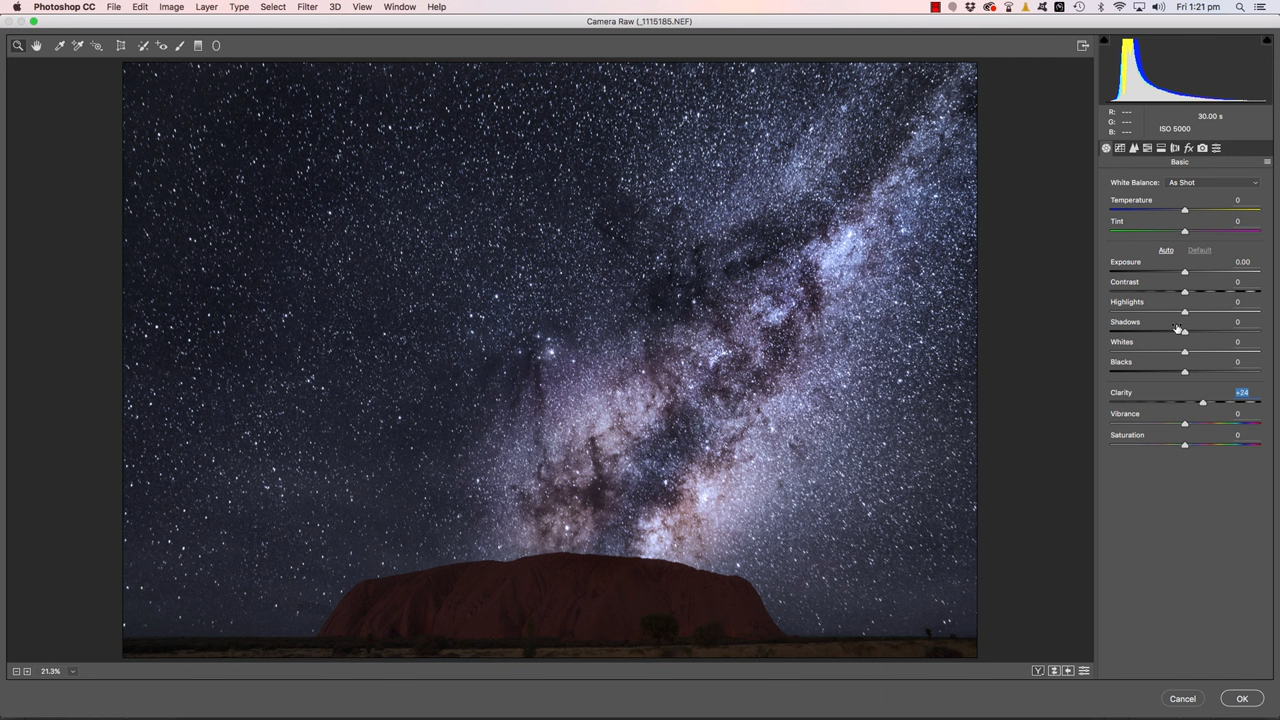 Photoshop CC File Edit Image Layer Type Select Filter 3D View Window Help Fri 1:21 pm
Camera Raw (_1115185.NEF)
R: ---
G: ---
B: ---
30.00 s
ISO 5000
fx
Basic
White Balance: As Shot
Temperature 0
Tint 0
Auto Default
Exposure 0.00
Contrast 0
Highlights 0
Shadows 0
Whites 0
Blacks 0
Clarity +24
Vibrance 0
Saturation 0
21.3% Y
Cancel OK